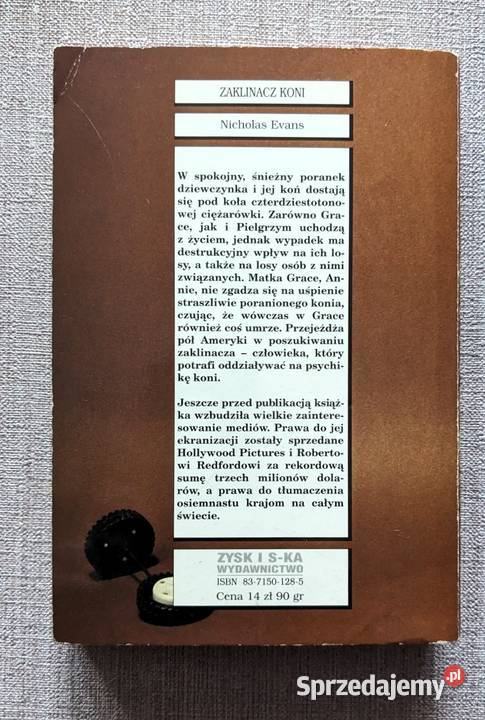 ZAKLINACZ KONI
Nicholas Evans
W spokojny, śnieżny poranek
dziewczynka i jej koń dostają
się pod koła czterdziestotono-
wej ciężarówki. Zarówno Gra-
ce, jak i Pielgrzym uchodzą
z życiem, jednak wypadek ma
destrukcyjny wpływ na ich lo-
sy, a także na losy osób z nimi
związanych. Matka Grace, An-
nie, nie zgadza się na uśpienie
straszliwie poranionego konia,
czując, że wówczas w Grace
również coś umrze. Przejeżdża
pół Ameryki w poszukiwaniu
zaklinacza – człowieka, który
potrafi oddziaływać na psychi-
kę koni.
Jeszcze przed publikacją książ-
ka wzbudziła wielkie zaintere-
sowanie mediów. Prawa do jej
ekranizacji zostały sprzedane
Hollywood Pictures i Roberto-
wi Redfordowi za rekordową
sumę trzech milionów dola-
rów, a prawa do tłumaczenia
osiemnastu krajom na całym
świecie.
ZYSK I S-KA
WYDAWNICTWO
ISBN 83-7150-128-5
Cena 14 zł 90 gr
Sprzedajemy.pl